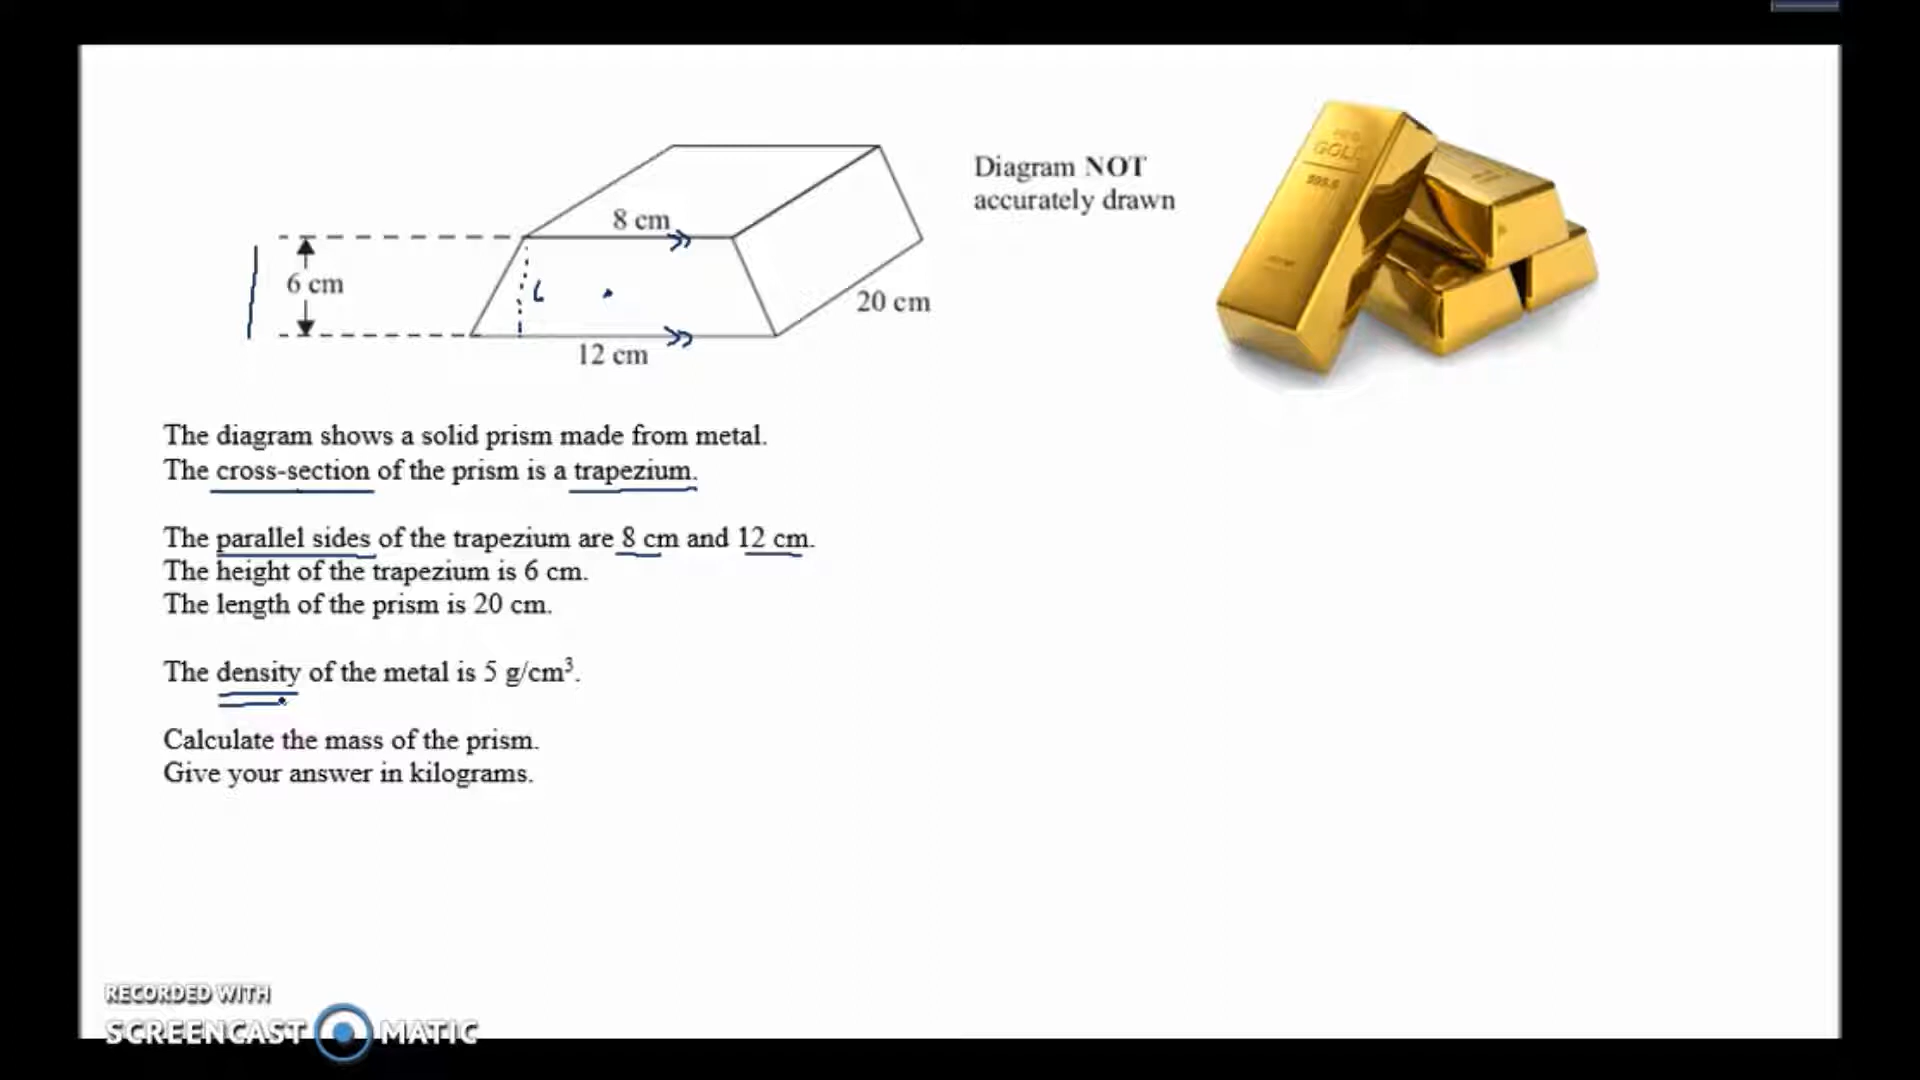 8 cm
Diagram NOT
accurately drawn
6 cm
20 cm
12 cm
GOLD
999.9
The diagram shows a solid prism made from metal.
The cross-section of the prism is a trapezium.
The parallel sides of the trapezium are 8 cm and 12 cm.
The height of the trapezium is 6 cm.
The length of the prism is 20 cm.
The density of the metal is 5 g/cm³.
Calculate the mass of the prism.
Give your answer in kilograms.
RECORDED WITH
SCREENCAST MATIC